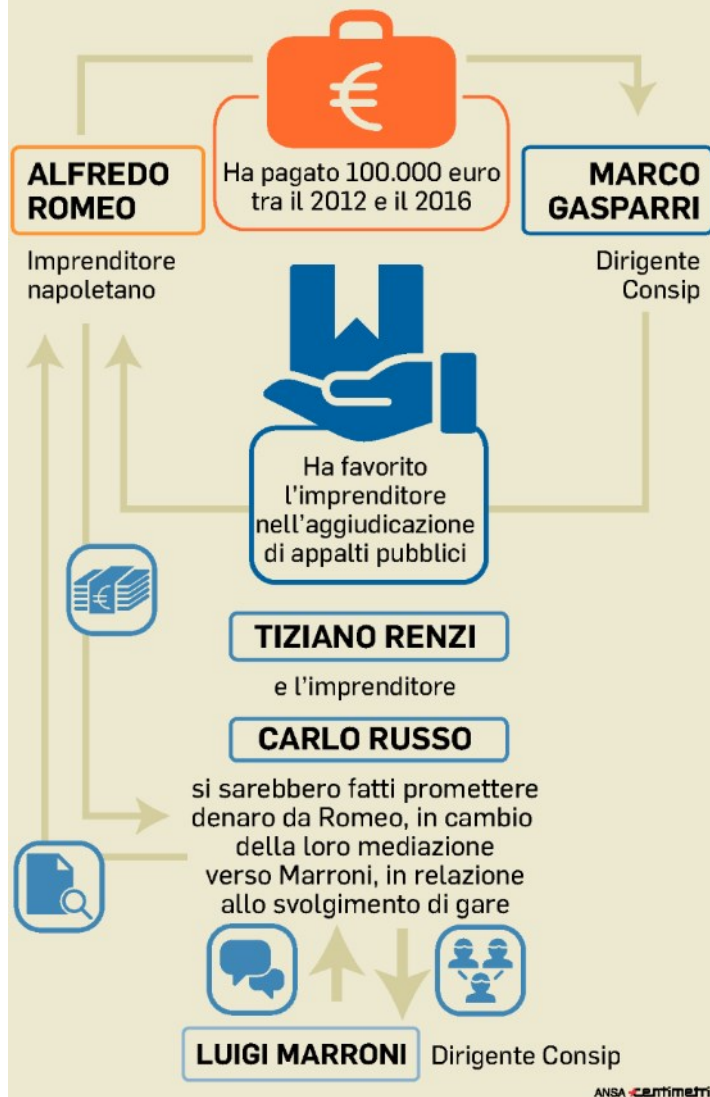 €
ALFREDO
ROMEO
Imprenditore
napoletano
Ha pagato 100.000 euro
tra il 2012 e il 2016
MARCO
GASPARRI
Dirigente
Consip
Ha favorito
l'imprenditore
nell'aggiudicazione
di appalti pubblici
€
TIZIANO RENZI
e l'imprenditore
CARLO RUSSO
si sarebbero fatti promettere
denaro da Romeo, in cambio
della loro mediazione
verso Marroni, in relazione
allo svolgimento di gare
LUIGI MARRONI Dirigente Consip
ANSA centimetri